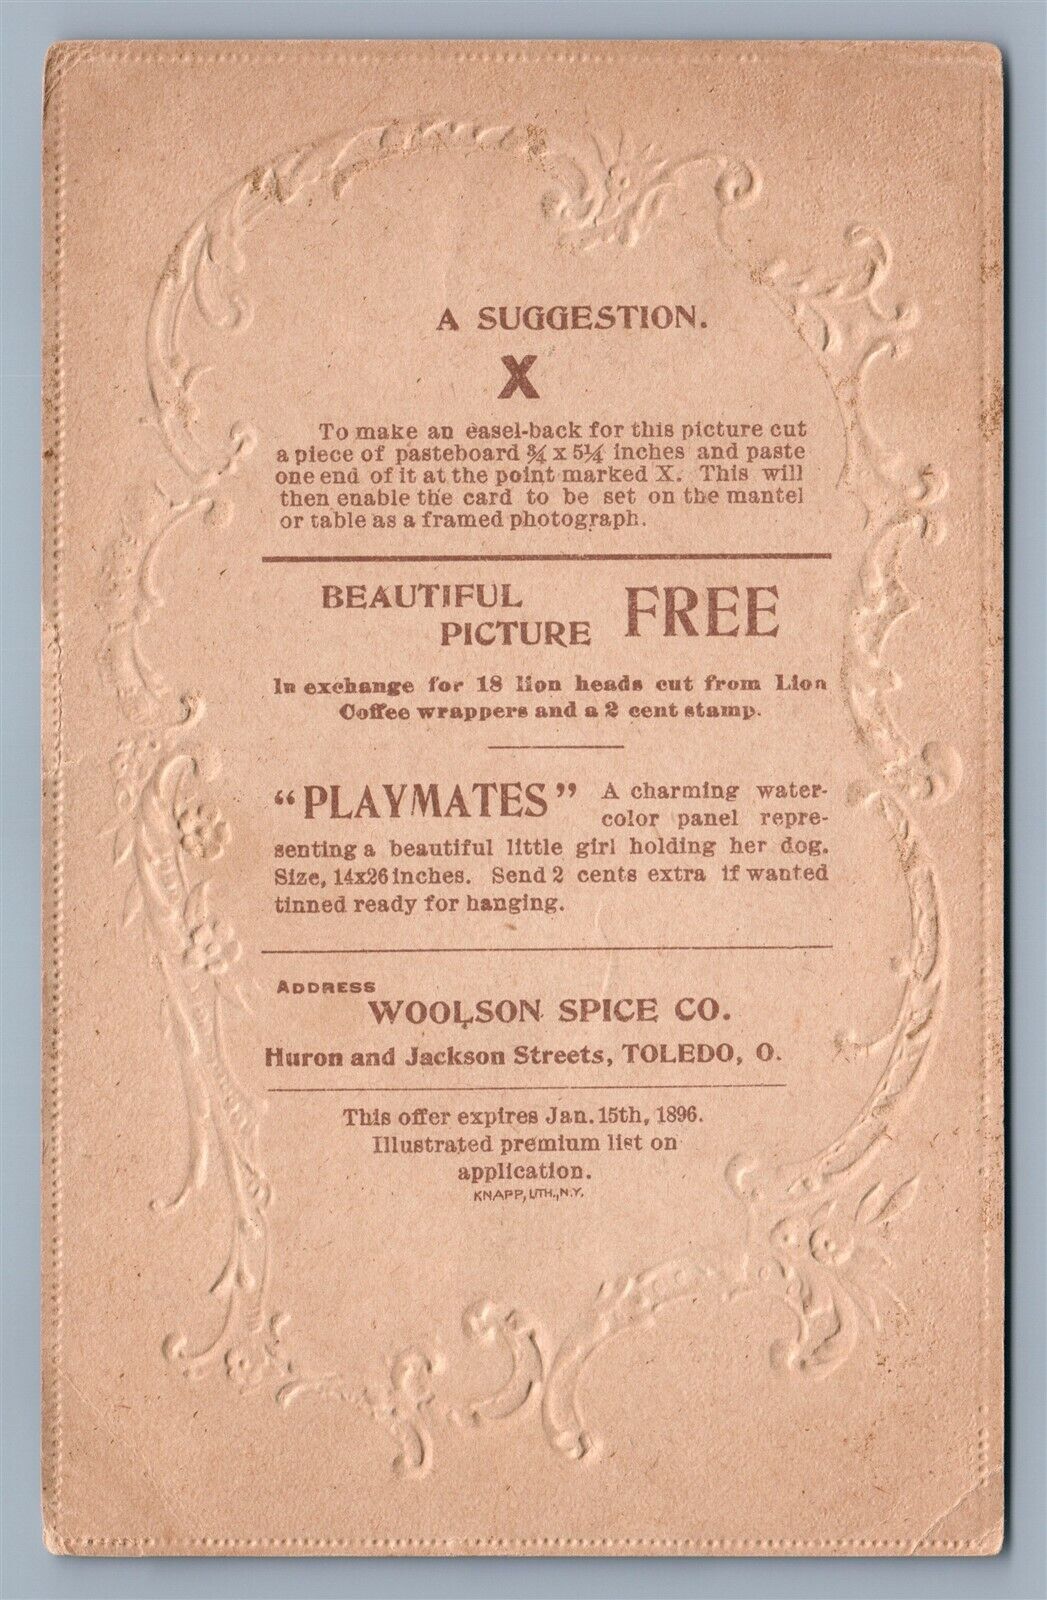 A SUGGESTION.
X
To make an easel-back for this picture cut
a piece of pasteboard ¾ x 5¼ inches and paste
one end of it at the point marked X. This will
then enable the card to be set on the mantel
or table as a framed photograph.
BEAUTIFUL
PICTURE FREE
In exchange for 18 lion heads cut from Lion
Coffee wrappers and a 2 cent stamp.
"PLAYMATES" A charming water-
color panel repre-
senting a beautiful little girl holding her dog.
Size, 14x26 inches. Send 2 cents extra if wanted
tinned ready for hanging.
ADDRESS
WOOLSON SPICE CO.
Huron and Jackson Streets, TOLEDO, O.
This offer expires Jan. 15th, 1896.
Illustrated premium list on
application.
KNAPP, LITH., N.Y.